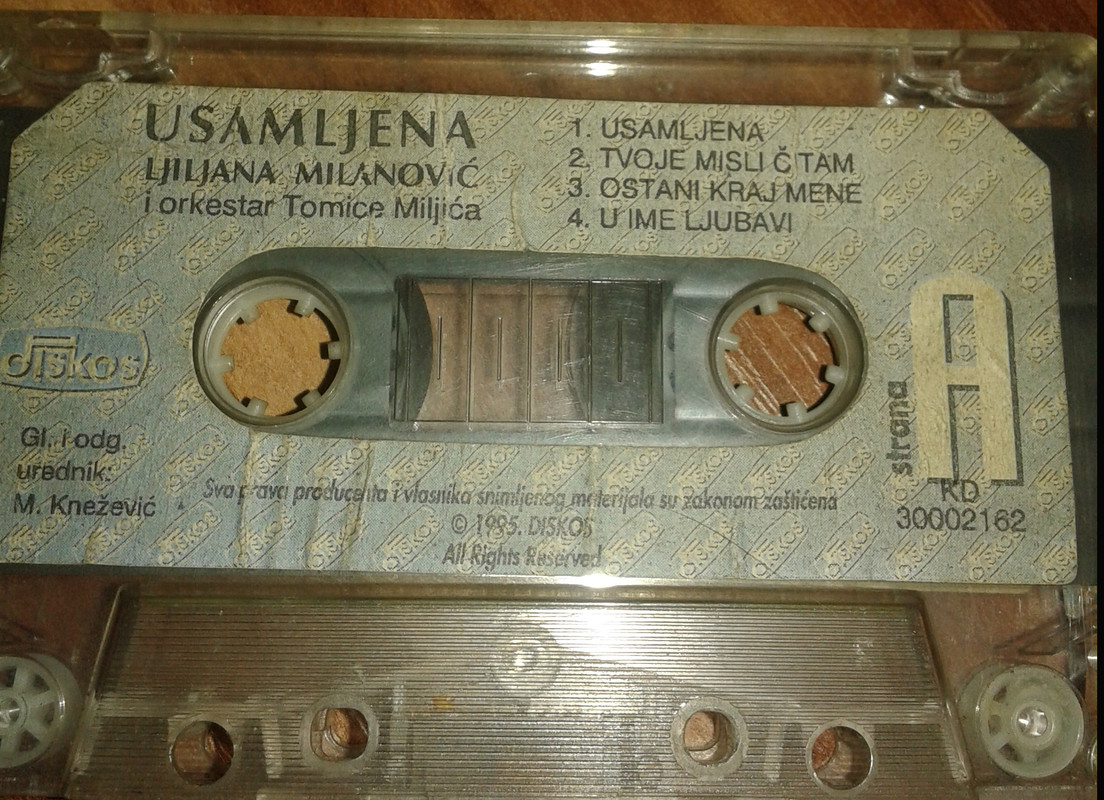 USAMLJENA
LJILJANA MILANOVIĆ
i orkestar Tomice Miljića
1. USAMLJENA
2. TVOJE MISLI ČITAM
3. OSTANI KRAJ MENE
4. U IME LJUBAVI
diskos
Gl. i odg.
urednik:
M. Knežević
strana
A
KD
30002162
Sva prava producenta i vlasnika snimljenog materijala su zakonom zaštićena
© 1995. DISKOS
All Rights Reserved